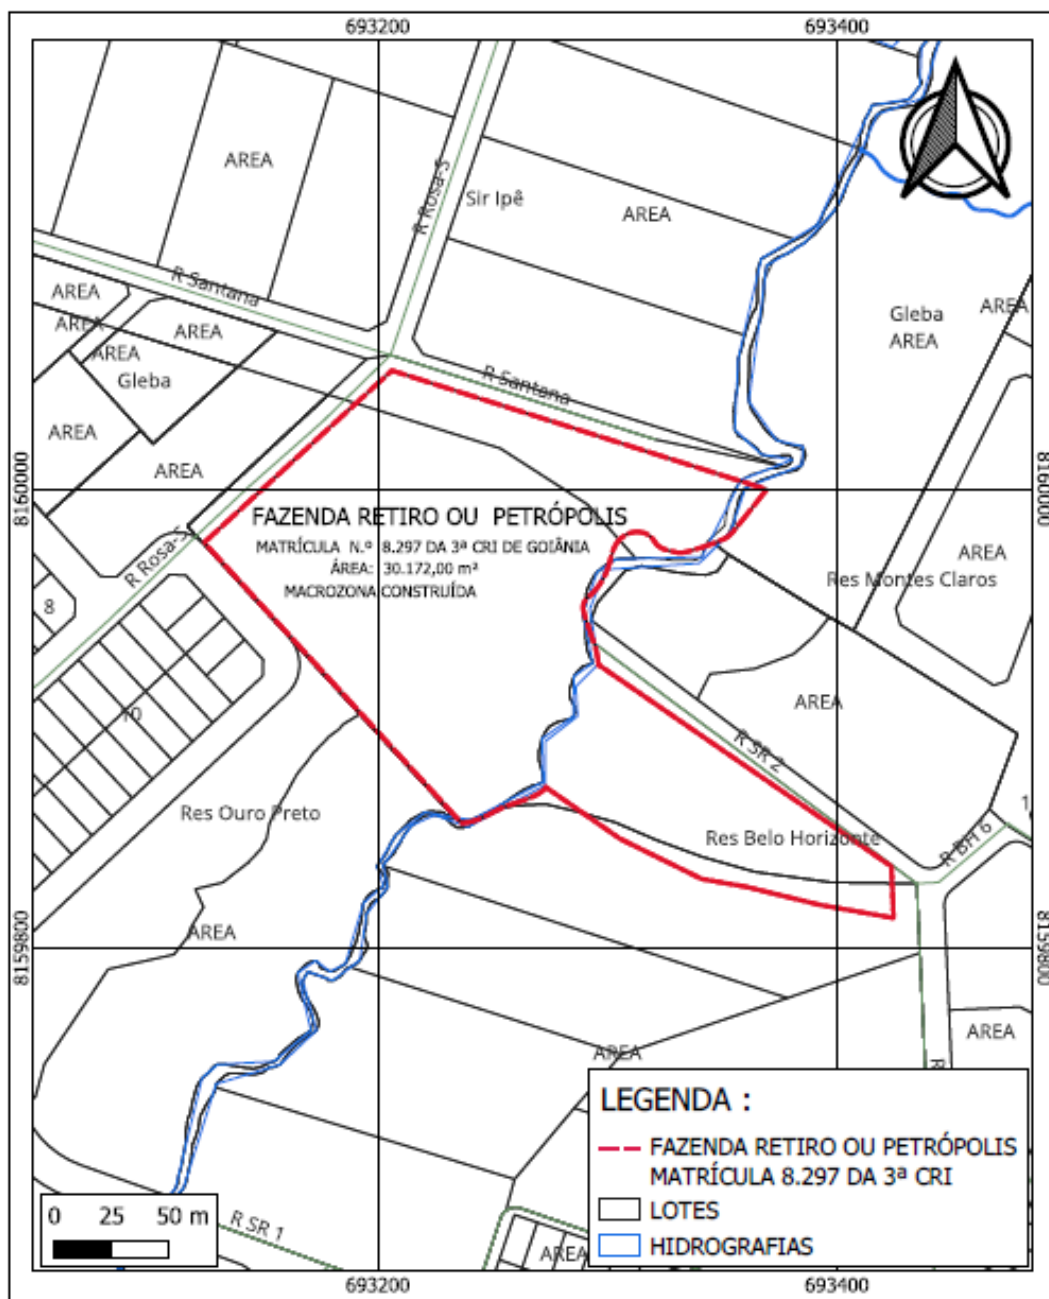 693200
693400
AREA
R Rosa-S
Sir Ipê
AREA
R Santana
AREA
AREA
AREA
AREA
Gleba
AREA
AREA
Gleba
AREA
R Santana
AREA
AREA
8160000
8160000
FAZENDA RETIRO OU PETRÓPOLIS
MATRÍCULA N.º 8.297 DA 3ª CRI DE GOIÂNIA
ÁREA: 30.172,00 m²
MACROZONA CONSTRUÍDA
R Rosa-S
AREA
Res Montes Claros
8
10
AREA
R SR 2
Res Ouro Preto
Res Belo Horizonte
R BH 6
1
AREA
8159800
8159800
AREA
AREA
R
LEGENDA :
FAZENDA RETIRO OU PETRÓPOLIS
MATRÍCULA 8.297 DA 3ª CRI
LOTES
HIDROGRAFIAS
0 25 50 m
R SR 1
AREA
693200
693400